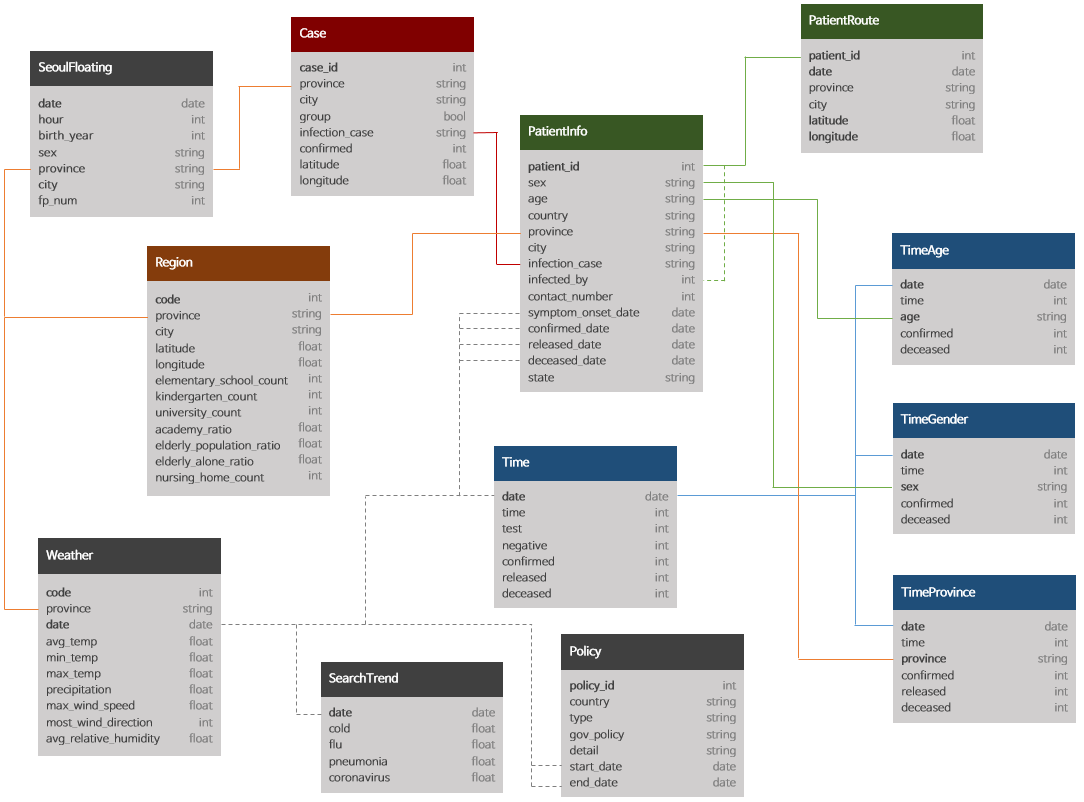 PatientRoute
patient_id int
date date
province string
city string
latitude float
longitude float
Case
case_id int
province string
city string
group bool
infection_case string
confirmed int
latitude float
longitude float
SeoulFloating
date date
hour int
birth_year int
sex string
province string
city string
fp_num int
PatientInfo
patient_id int
sex string
age string
country string
province string
city string
infection_case string
infected_by int
contact_number int
symptom_onset_date date
confirmed_date date
released_date date
deceased_date date
state string
TimeAge
date date
time int
age string
confirmed int
deceased int
Region
code int
province string
city string
latitude float
longitude float
elementary_school_count int
kindergarten_count int
university_count int
academy_ratio float
elderly_population_ratio float
elderly_alone_ratio float
nursing_home_count int
TimeGender
date date
time int
sex string
confirmed int
deceased int
Time
date date
time int
test int
negative int
confirmed int
released int
deceased int
Weather
code int
province string
date date
avg_temp float
min_temp float
max_temp float
precipitation float
max_wind_speed float
most_wind_direction int
avg_relative_humidity float
TimeProvince
date date
time int
province string
confirmed int
released int
deceased int
SearchTrend
date date
cold float
flu float
pneumonia float
coronavirus float
Policy
policy_id int
country string
type string
gov_policy string
detail string
start_date date
end_date date